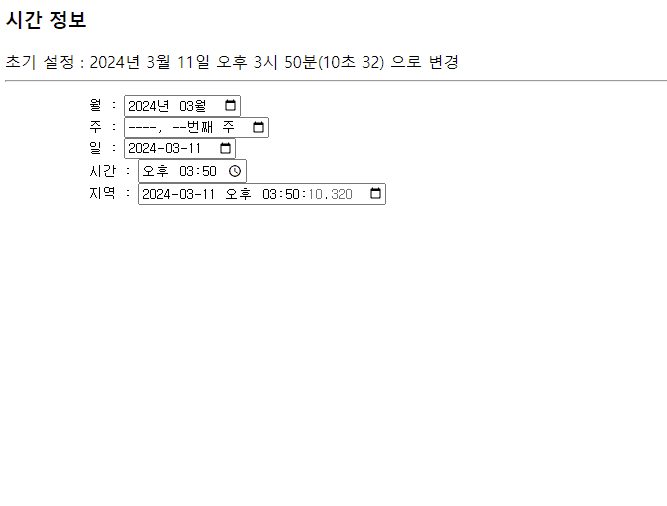 시간 정보
초기 설정 : 2024년 3월 11일 오후 3시 50분(10초 32) 으로 변경
월 : 2024년 03월
주 : ----, --번째 주
일 : 2024-03-11
시간 : 오후 03:50
지역 : 2024-03-11 오후 03:50:10.320